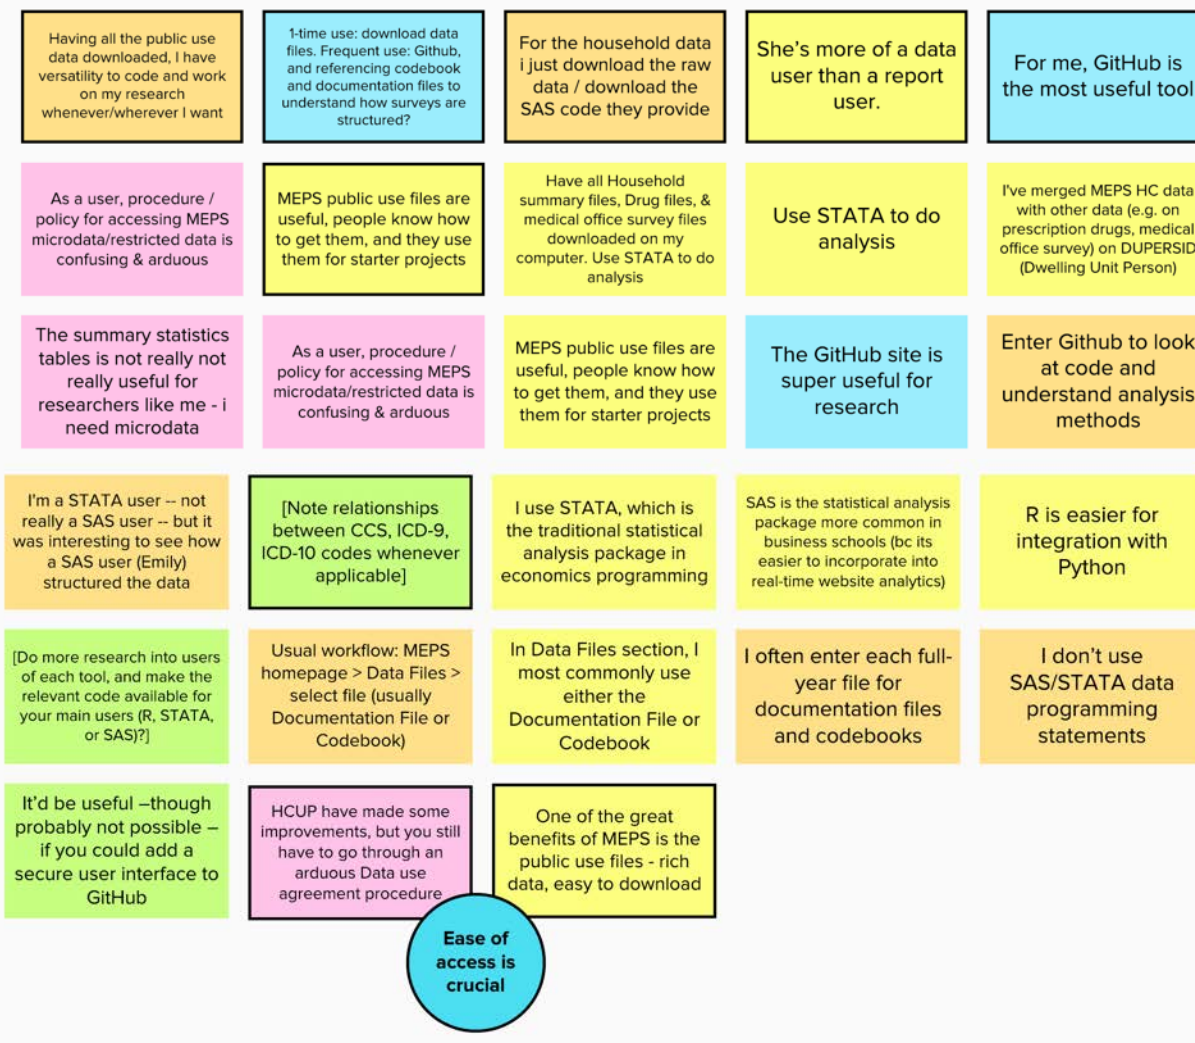 Having all the public use
data downloaded, I have
versatility to code and work
on my research
whenever/wherever I want
1-time use: download data
files. Frequent use: Github,
and referencing codebook
and documentation files to
understand how surveys are
structured?
For the household data
i just download the raw
data / download the
SAS code they provide
She's more of a data
user than a report
user.
For me, GitHub is
the most useful tool
As a user, procedure /
policy for accessing MEPS
microdata/restricted data is
confusing & arduous
MEPS public use files are
useful, people know how
to get them, and they use
them for starter projects
Have all Household
summary files, Drug files, &
medical office survey files
downloaded on my
computer. Use STATA to do
analysis
Use STATA to do
analysis
I've merged MEPS HC data
with other data (e.g. on
prescription drugs, medical
office survey) on DUPERSID
(Dwelling Unit Person)
The summary statistics
tables is not really not
really useful for
researchers like me - i
need microdata
As a user, procedure /
policy for accessing MEPS
microdata/restricted data is
confusing & arduous
MEPS public use files are
useful, people know how
to get them, and they use
them for starter projects
The GitHub site is
super useful for
research
Enter Github to look
at code and
understand analysis
methods
I'm a STATA user -- not
really a SAS user -- but it
was interesting to see how
a SAS user (Emily)
structured the data
[Note relationships
between CCS, ICD-9,
ICD-10 codes whenever
applicable]
I use STATA, which is
the traditional statistical
analysis package in
economics programming
SAS is the statistical analysis
package more common in
business schools (bc its
easier to incorporate into
real-time website analytics)
R is easier for
integration with
Python
[Do more research into users
of each tool, and make the
relevant code available for
your main users (R, STATA,
or SAS)?]
Usual workflow: MEPS
homepage > Data Files >
select file (usually
Documentation File or
Codebook)
In Data Files section, I
most commonly use
either the
Documentation File or
Codebook
I often enter each full-
year file for
documentation files
and codebooks
I don't use
SAS/STATA data
programming
statements
It'd be useful –though
probably not possible –
if you could add a
secure user interface to
GitHub
HCUP have made some
improvements, but you still
have to go through an
arduous Data use
agreement procedure
One of the great
benefits of MEPS is the
public use files - rich
data, easy to download
Ease of
access is
crucial